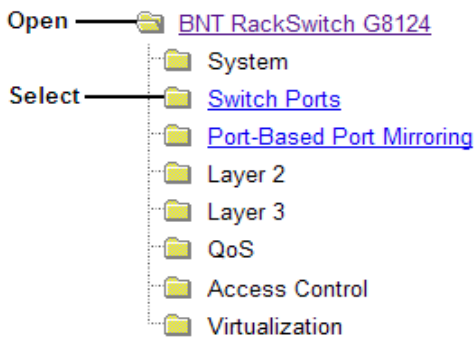 Open BNT RackSwitch G8124
System
Select Switch Ports
Port-Based Port Mirroring
Layer 2
Layer 3
QoS
Access Control
Virtualization